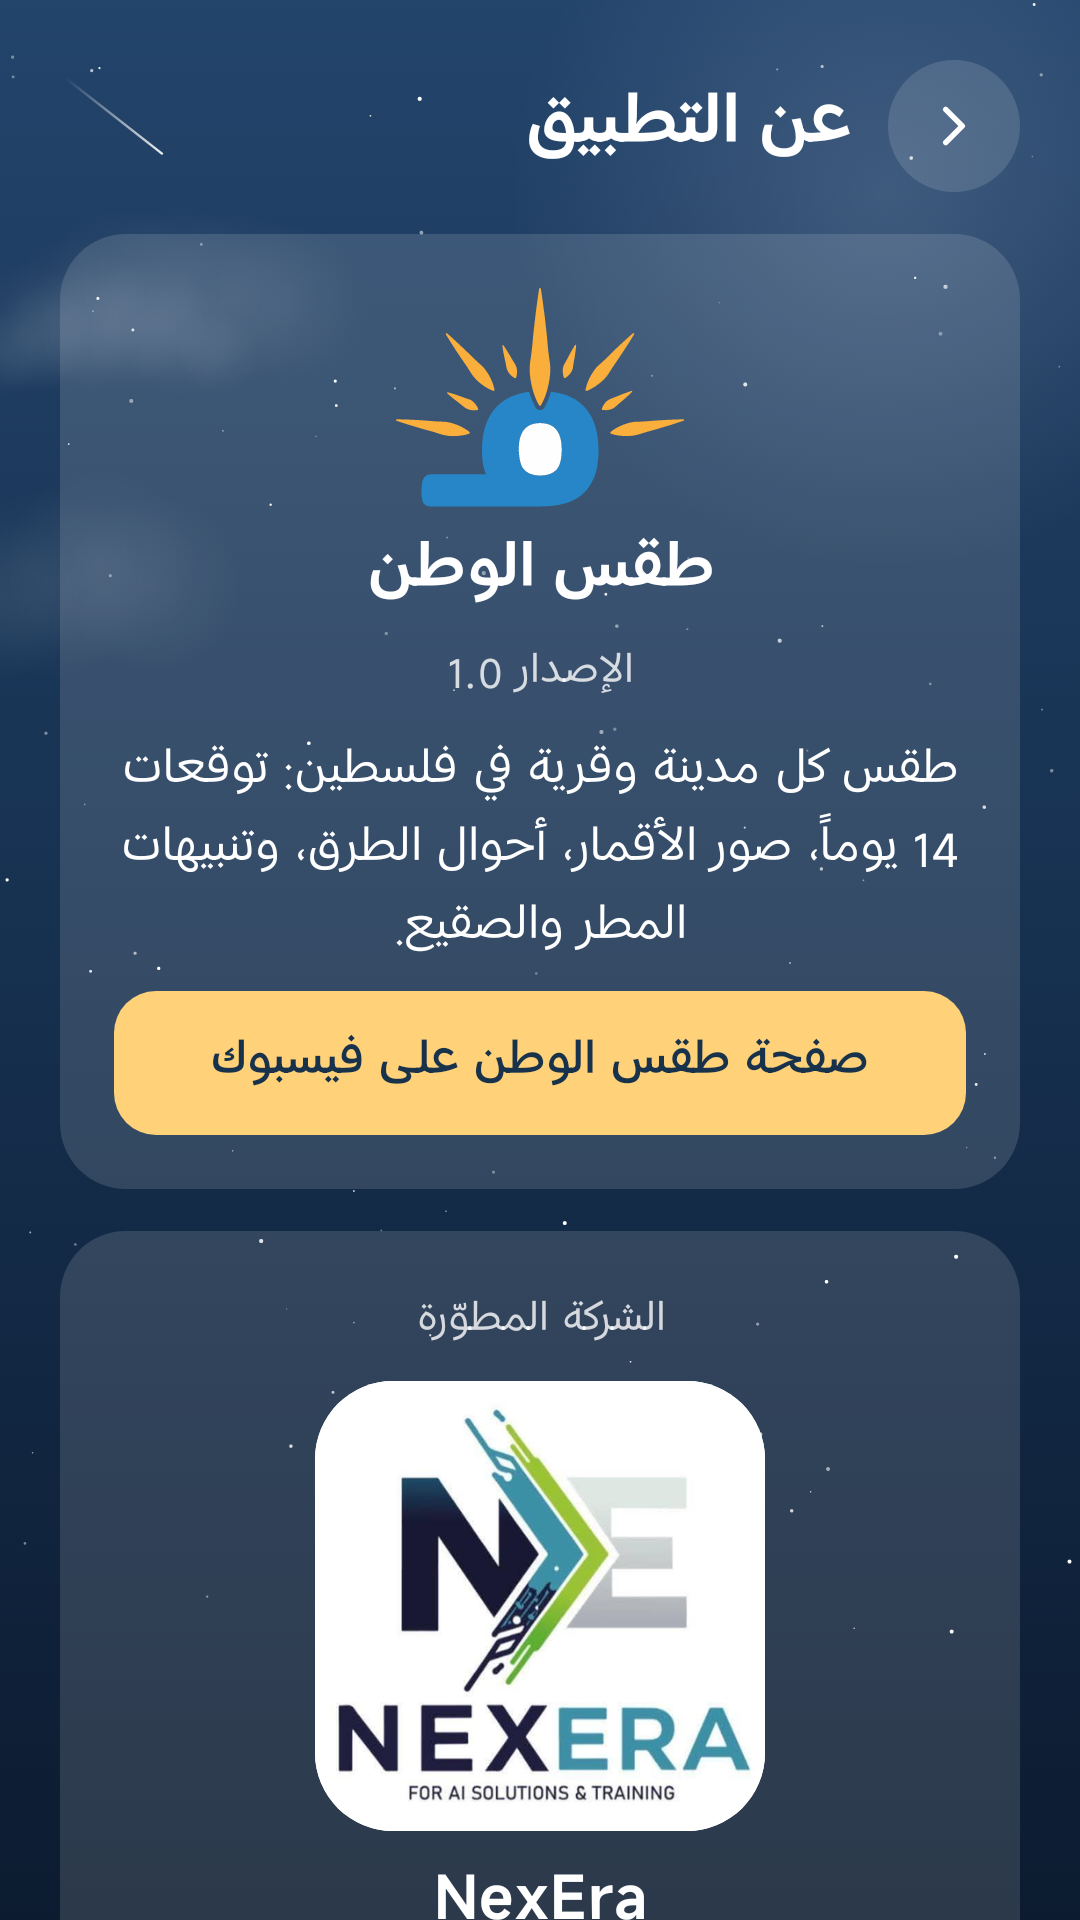 عن التطبيق
طقس الوطن
الإصدار 1.0
طقس كل مدينة وقرية في فلسطين: توقعات
14 يوماً، صور الأقمار، أحوال الطرق، وتنبيهات
المطر والصقيع.
صفحة طقس الوطن على فيسبوك
الشركة المطوّرة
NE
NEXERA
FOR AI SOLUTIONS & TRAINING
NexEra